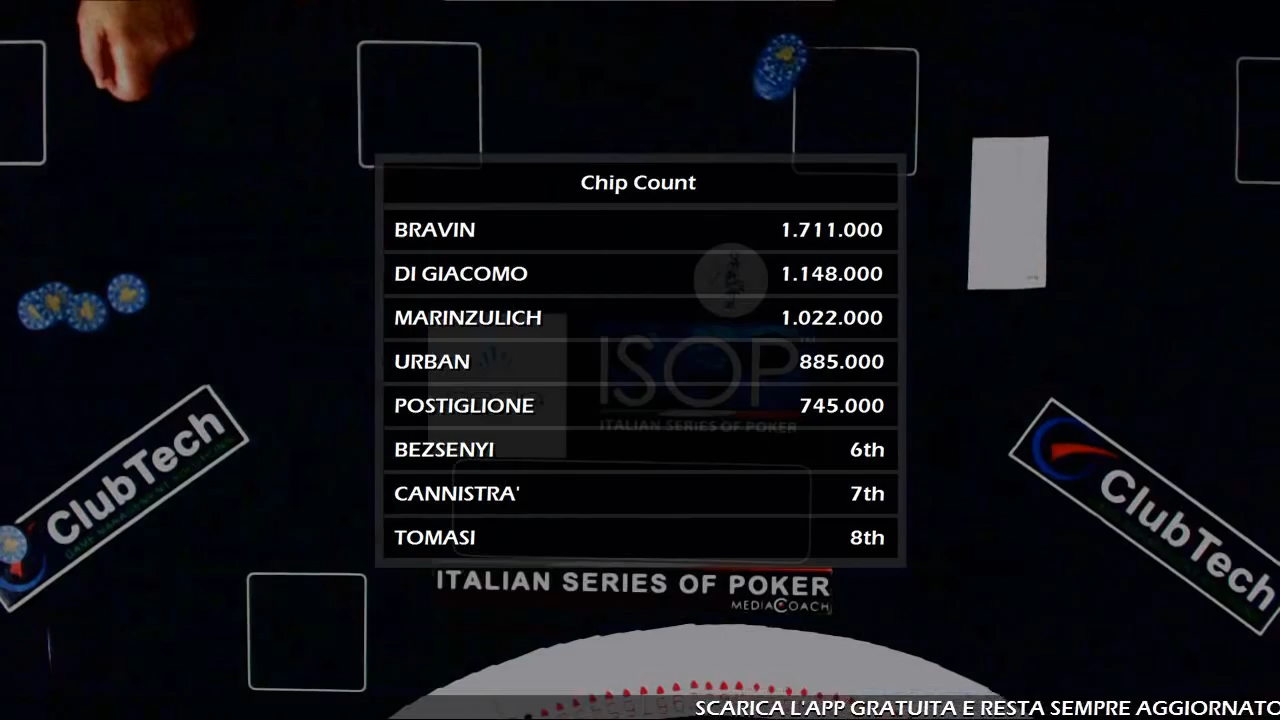 Chip Count
BRAVIN 1.711.000
DI GIACOMO 1.148.000
MARINZULICH 1.022.000
URBAN 885.000
POSTIGLIONE 745.000
BEZSENYI 6th
CANNISTRA' 7th
TOMASI 8th
ISOP
ITALIAN SERIES OF POKER
ClubTech
ClubTech
ITALIAN SERIES OF POKER
MEDIACOACH
SCARICA L'APP GRATUITA E RESTA SEMPRE AGGIORNATO